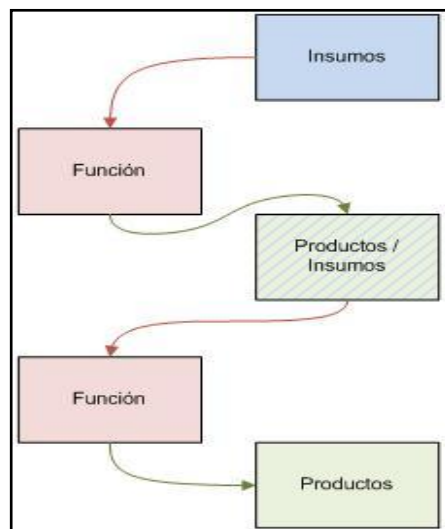 Insumos
Función
Productos /
Insumos
Función
Productos